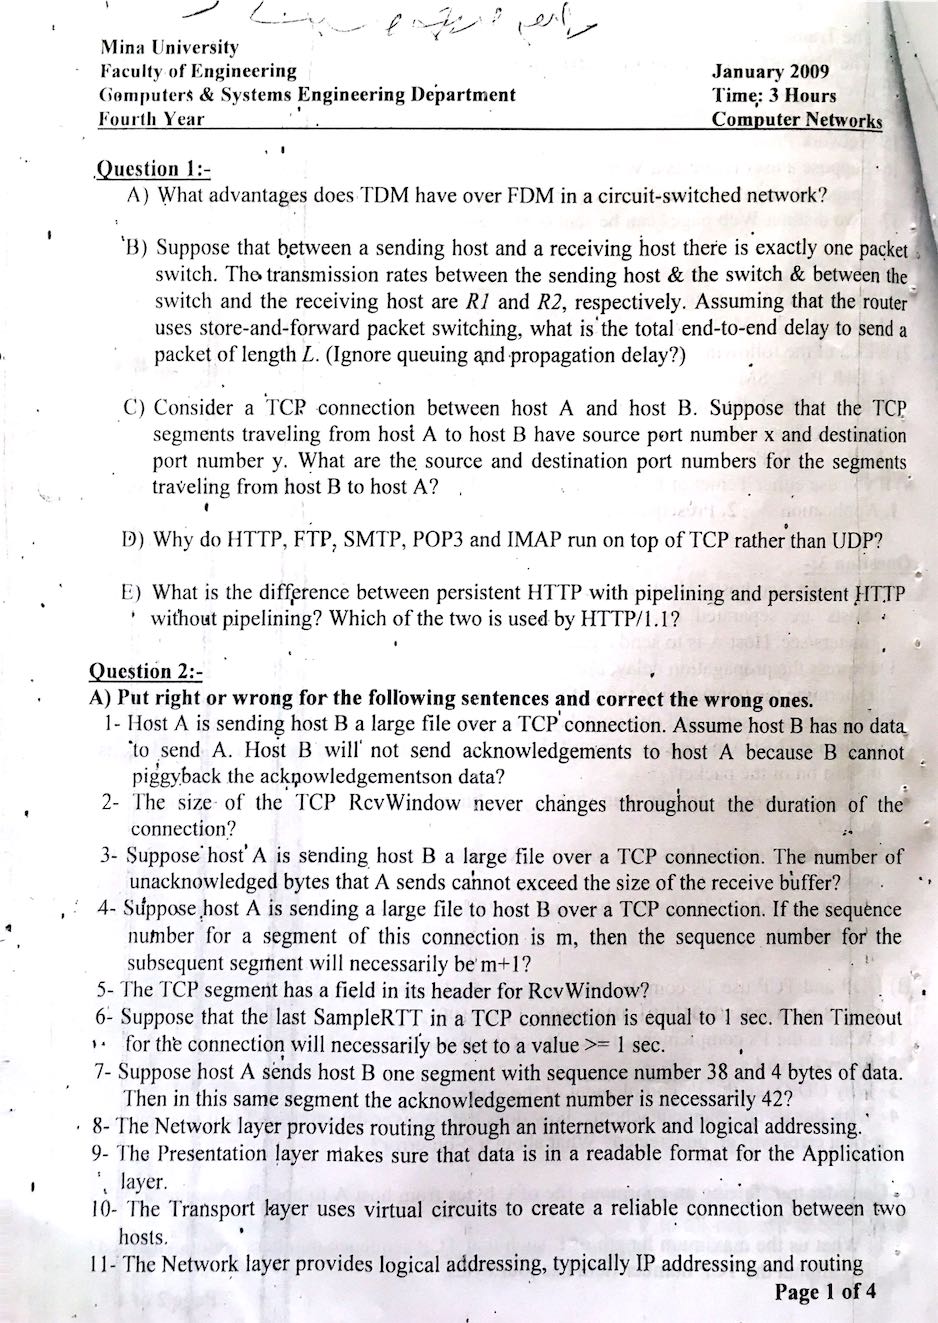 Mina University
Faculty of Engineering
Computers & Systems Engineering Department
Fourth Year
January 2009
Time: 3 Hours
Computer Networks
Question 1:-
A) What advantages does TDM have over FDM in a circuit-switched network?
B) Suppose that between a sending host and a receiving host there is exactly one packet
switch. The transmission rates between the sending host & the switch & between the
switch and the receiving host are R1 and R2, respectively. Assuming that the router
uses store-and-forward packet switching, what is the total end-to-end delay to send a
packet of length L. (Ignore queuing and propagation delay?)
C) Consider a TCP connection between host A and host B. Suppose that the TCP
segments traveling from host A to host B have source port number x and destination
port number y. What are the source and destination port numbers for the segments
traveling from host B to host A?
D) Why do HTTP, FTP, SMTP, POP3 and IMAP run on top of TCP rather than UDP?
E) What is the difference between persistent HTTP with pipelining and persistent HTTP
without pipelining? Which of the two is used by HTTP/1.1?
Question 2:-
A) Put right or wrong for the following sentences and correct the wrong ones.
1- Host A is sending host B a large file over a TCP connection. Assume host B has no data
to send A. Host B will not send acknowledgements to host A because B cannot
piggyback the acknowledgementson data?
2- The size of the TCP RcvWindow never changes throughout the duration of the
connection?
3- Suppose host A is sending host B a large file over a TCP connection. The number of
unacknowledged bytes that A sends cannot exceed the size of the receive buffer?
4- Suppose host A is sending a large file to host B over a TCP connection. If the sequence
number for a segment of this connection is m, then the sequence number for the
subsequent segment will necessarily be m+1?
5- The TCP segment has a field in its header for RcvWindow?
6- Suppose that the last SampleRTT in a TCP connection is equal to 1 sec. Then Timeout
for the connection will necessarily be set to a value >= 1 sec.
7- Suppose host A sends host B one segment with sequence number 38 and 4 bytes of data.
Then in this same segment the acknowledgement number is necessarily 42?
8- The Network layer provides routing through an internetwork and logical addressing.
9- The Presentation layer makes sure that data is in a readable format for the Application
layer.
10- The Transport layer uses virtual circuits to create a reliable connection between two
hosts.
11- The Network layer provides logical addressing, typically IP addressing and routing
Page 1 of 4